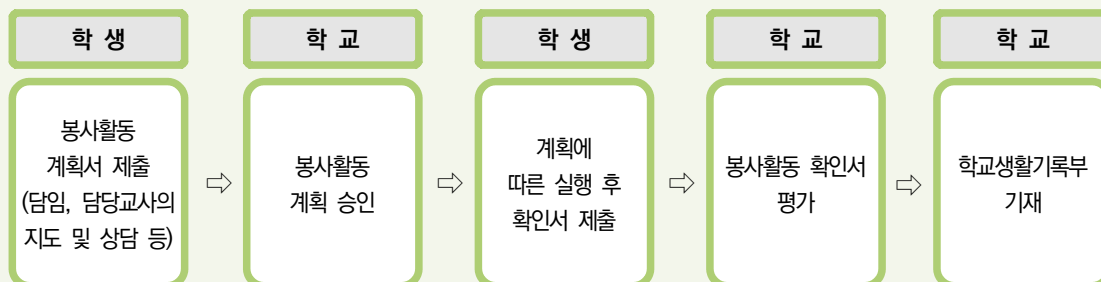 학 생
봉사활동
계획서 제출
(담임, 담당교사의
지도 및 상담 등)
⇨
학 교
봉사활동
계획 승인
⇨
학 생
계획에
따른 실행 후
확인서 제출
⇨
학 교
봉사활동 확인서
평가
⇨
학 교
학교생활기록부
기재